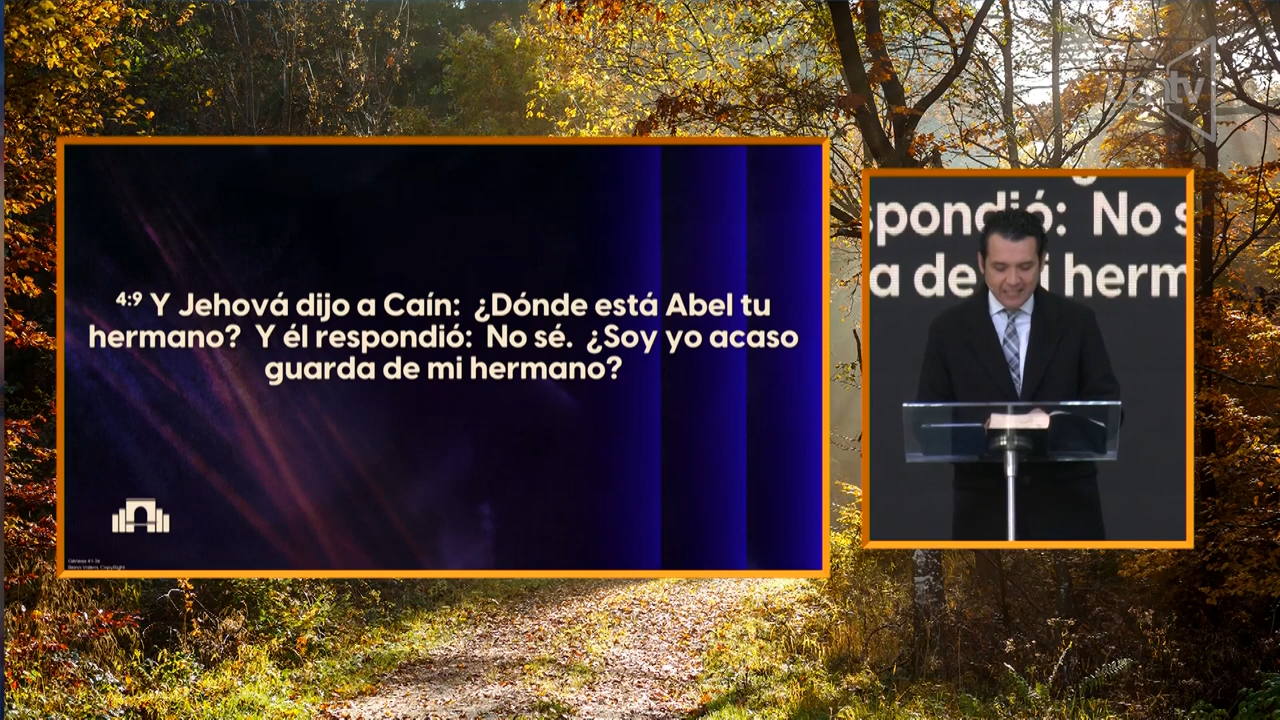 4:9 Y Jehová dijo a Caín: ¿Dónde está Abel tu
hermano? Y él respondió: No sé. ¿Soy yo acaso
guarda de mi hermano?
spondió: No s
a de mi herm